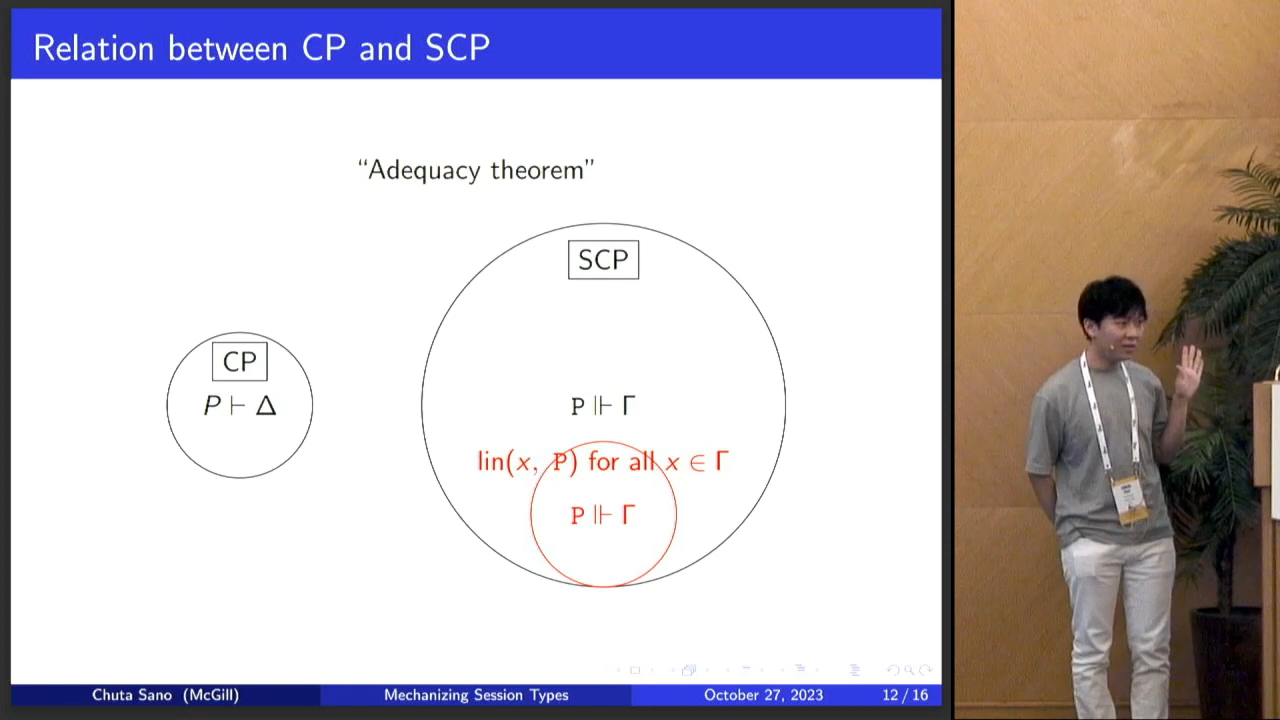 Relation between CP and SCP
“Adequacy theorem”
SCP
CP
P ⊢ Δ
P ⊩ Γ
lin(x, P) for all x ∈ Γ
P ⊩ Γ
Chuta Sano (McGill)
Mechanizing Session Types
October 27, 2023
12 / 16